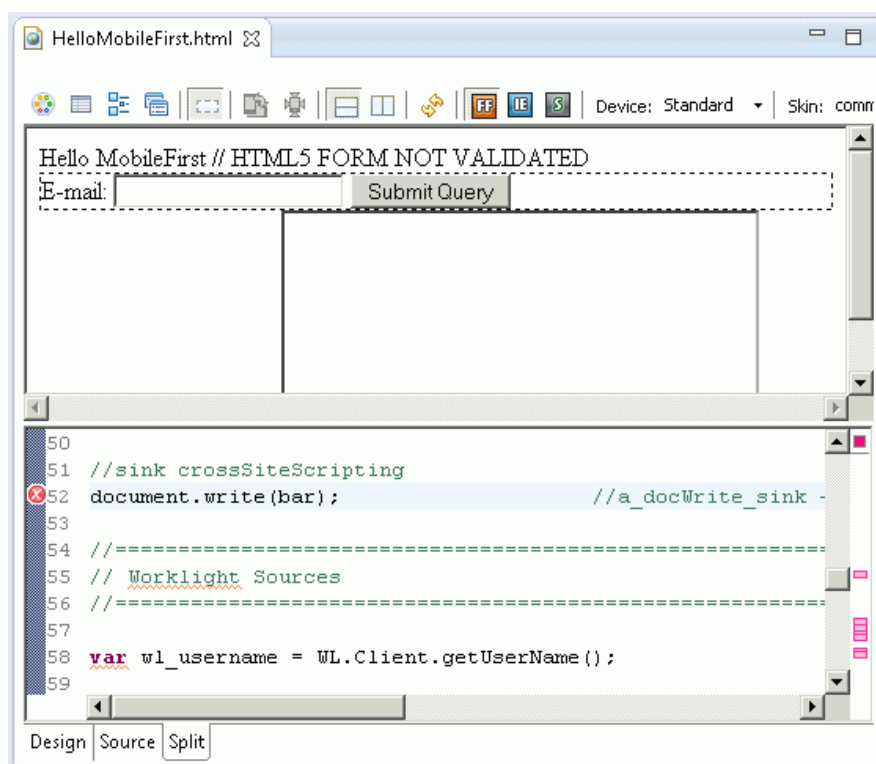 HelloMobileFirst.html
FF IE S Device: Standard Skin: comm
Hello MobileFirst // HTML5 FORM NOT VALIDATED
E-mail: Submit Query
50
51 //sink crossSiteScripting
52 document.write(bar); //a_docWrite_sink -
53
54 //========================================================
55 // Worklight Sources
56 //========================================================
57
58 var wl_username = WL.Client.getUserName();
59
Design Source Split